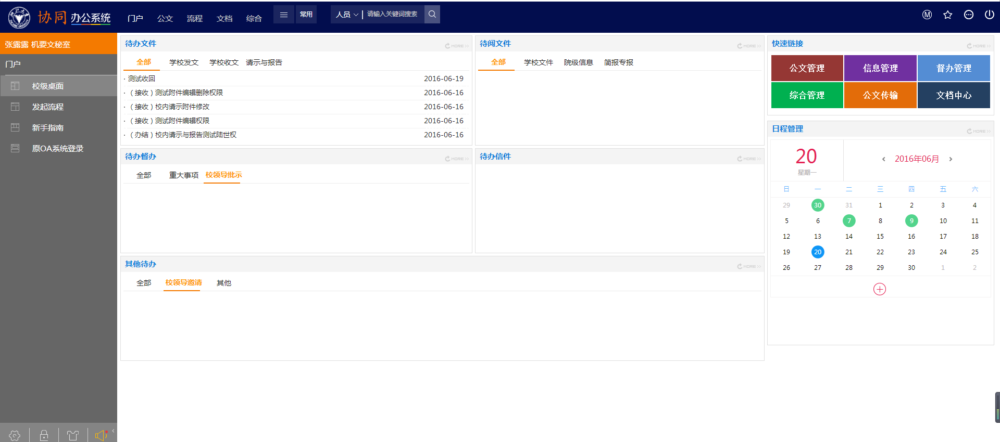 协同 办公系统
门户 公文 流程 文档 综合 常用 人员 请输入关键词搜索
张露露 机要文秘室
门户
校级桌面
发起流程
新手指南
原OA系统登录
待办文件 MORE >>
全部 学校发文 学校收文 请示与报告
· 测试收回 2016-06-19
· （接收）测试附件编辑删除权限 2016-06-16
· （接收）校内请示附件修改 2016-06-16
· （接收）测试附件编辑权限 2016-06-16
· （办结）校内请示与报告测试陆世权 2016-06-16
待阅文件 MORE >>
全部 学校文件 院级信息 简报专报
待办督办 MORE >>
全部 重大事项 校领导批示
待办信件 MORE >>
其他待办 MORE >>
全部 校领导邀请 其他
快速链接 MORE >>
公文管理 信息管理 督办管理
综合管理 公文传输 文档中心
日程管理 MORE >>
20
星期一
2016年06月
日 一 二 三 四 五 六
29 30 31 1 2 3 4
5 6 7 8 9 10 11
12 13 14 15 16 17 18
19 20 21 22 23 24 25
26 27 28 29 30 1 2